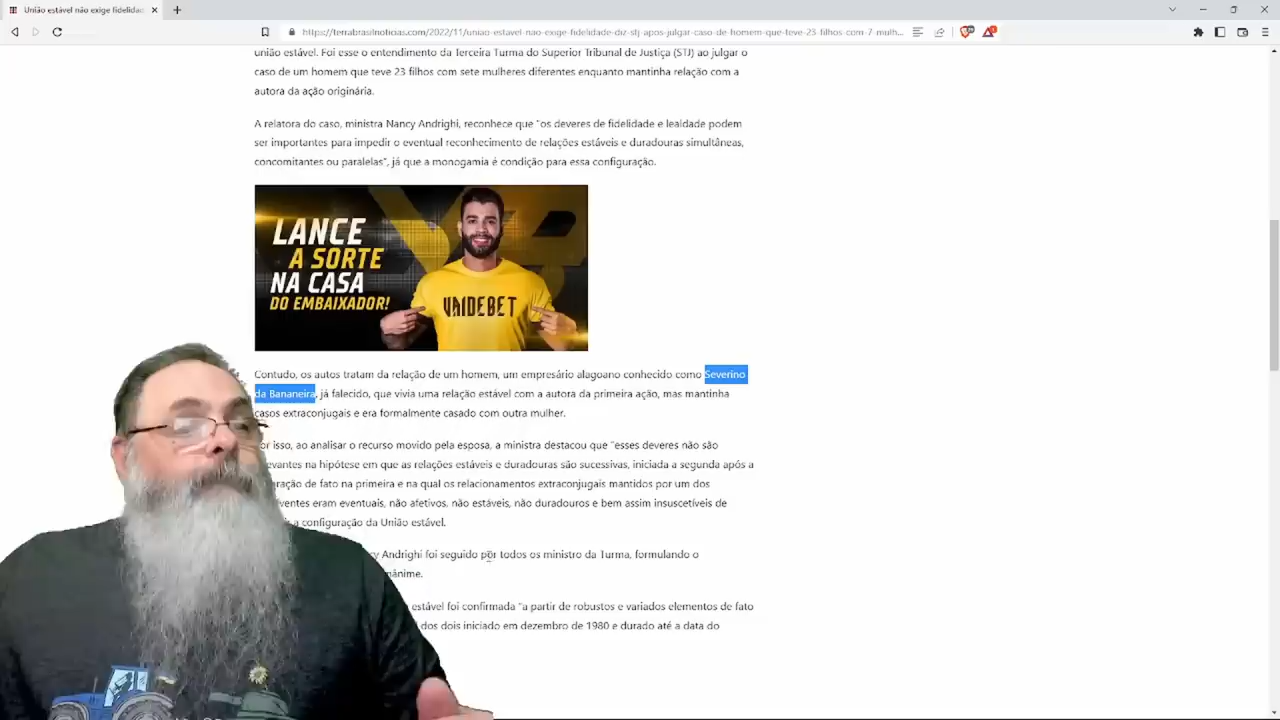 União estável não exige fidelidad
https://terrabrasilnoticias.com/2022/11/uniao-estavel-nao-exige-fidelidade-diz-stj-apos-julgar-caso-de-homem-que-teve-23-filhos-com-7-mulh...
união estável. Foi esse o entendimento da Terceira Turma do Superior Tribunal de Justiça (STJ) ao julgar o
caso de um homem que teve 23 filhos com sete mulheres diferentes enquanto mantinha relação com a
autora da ação originária.
A relatora do caso, ministra Nancy Andrighi, reconhece que "os deveres de fidelidade e lealdade podem
ser importantes para impedir o eventual reconhecimento de relações estáveis e duradouras simultâneas,
concomitantes ou paralelas", já que a monogamia é condição para essa configuração.
LANCE
A SORTE
NA CASA
DO EMBAIXADOR!
VAIDEBET
Contudo, os autos tratam da relação de um homem, um empresário alagoano conhecido como Severino
da Bananeira, já falecido, que vivia uma relação estável com a autora da primeira ação, mas mantinha
casos extraconjugais e era formalmente casado com outra mulher.
or isso, ao analisar o recurso movido pela esposa, a ministra destacou que "esses deveres não são
evantes na hipótese em que as relações estáveis e duradouras são sucessivas, iniciada a segunda após a
aração de fato na primeira e na qual os relacionamentos extraconjugais mantidos por um dos
ventes eram eventuais, não afetivos, não estáveis, não duradouros e bem assim insuscetíveis de
a configuração da União estável.
cy Andrighi foi seguido por todos os ministro da Turma, formulando o
ânime.
estável foi confirmada "a partir de robustos e variados elementos de fato
dos dois iniciado em dezembro de 1980 e durado até a data do